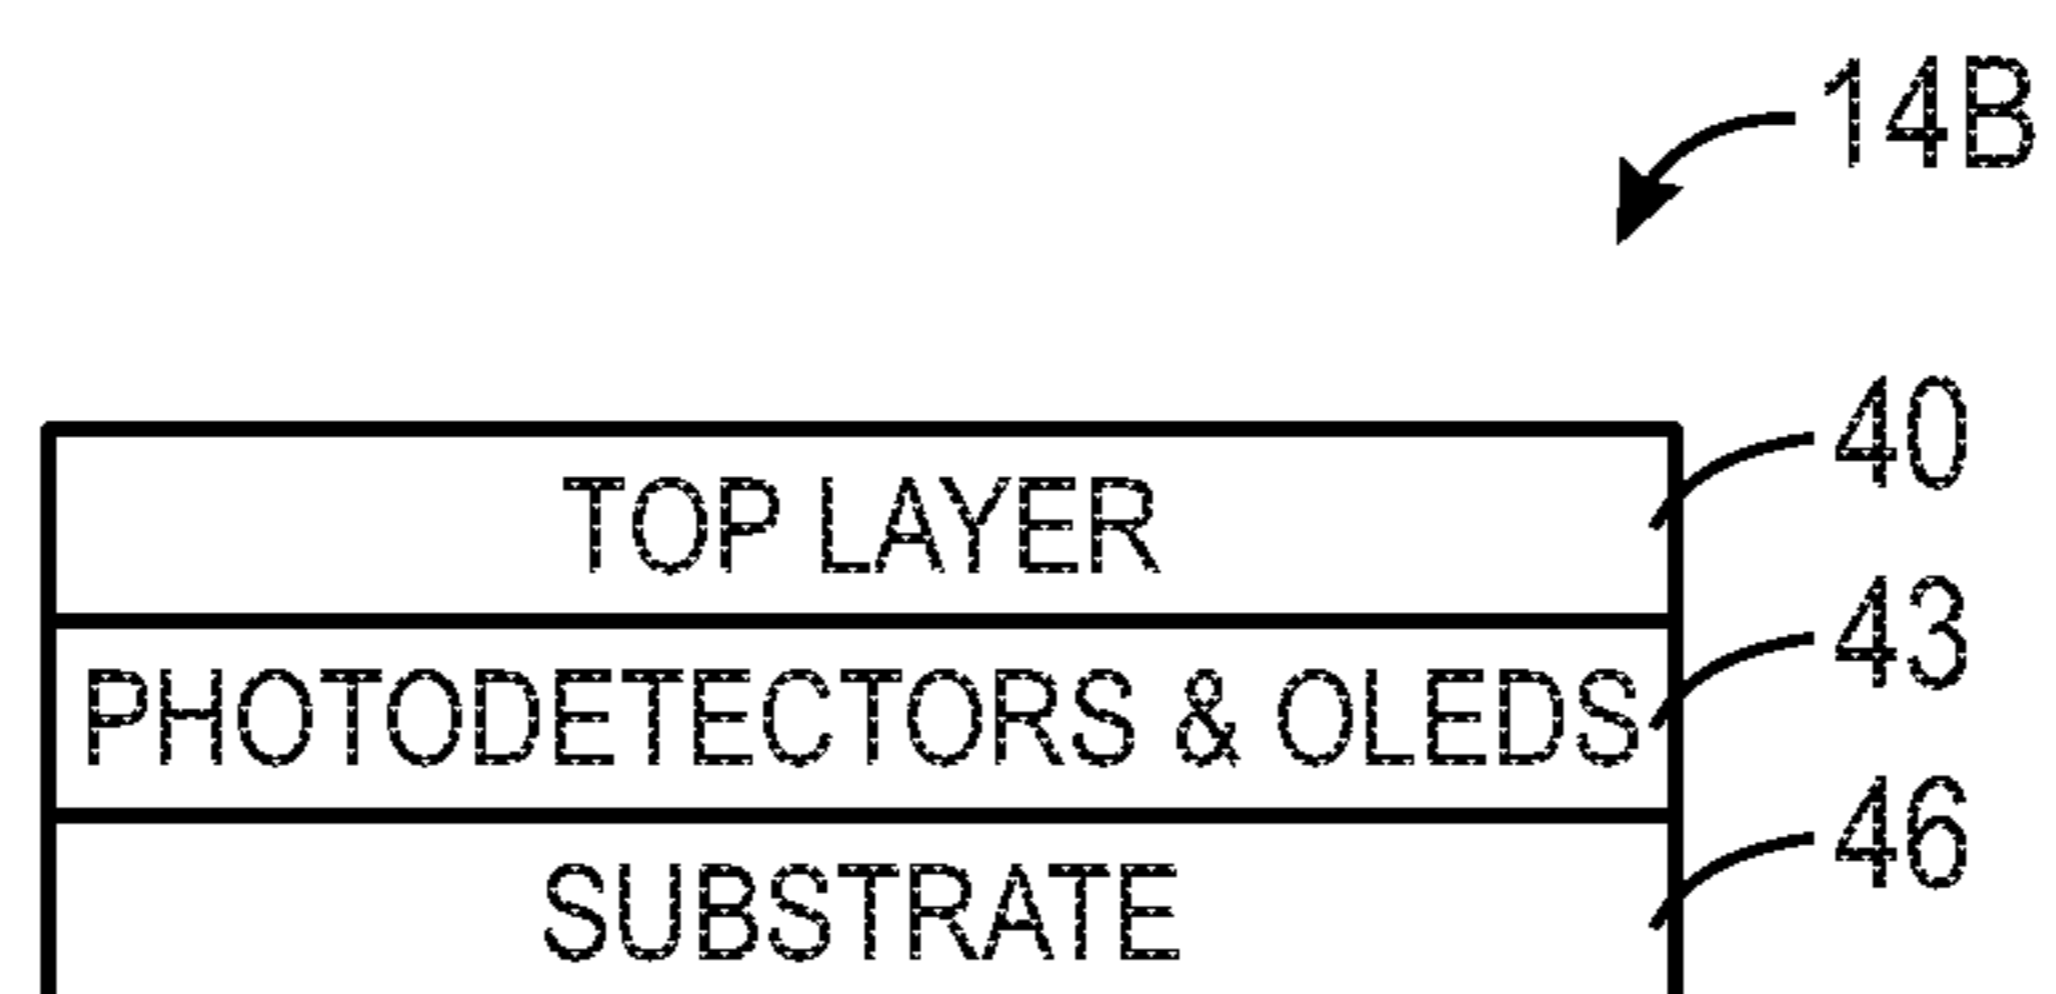 14B
40
TOP LAYER
43
PHOTODETECTORS & OLEDS
46
SUBSTRATE